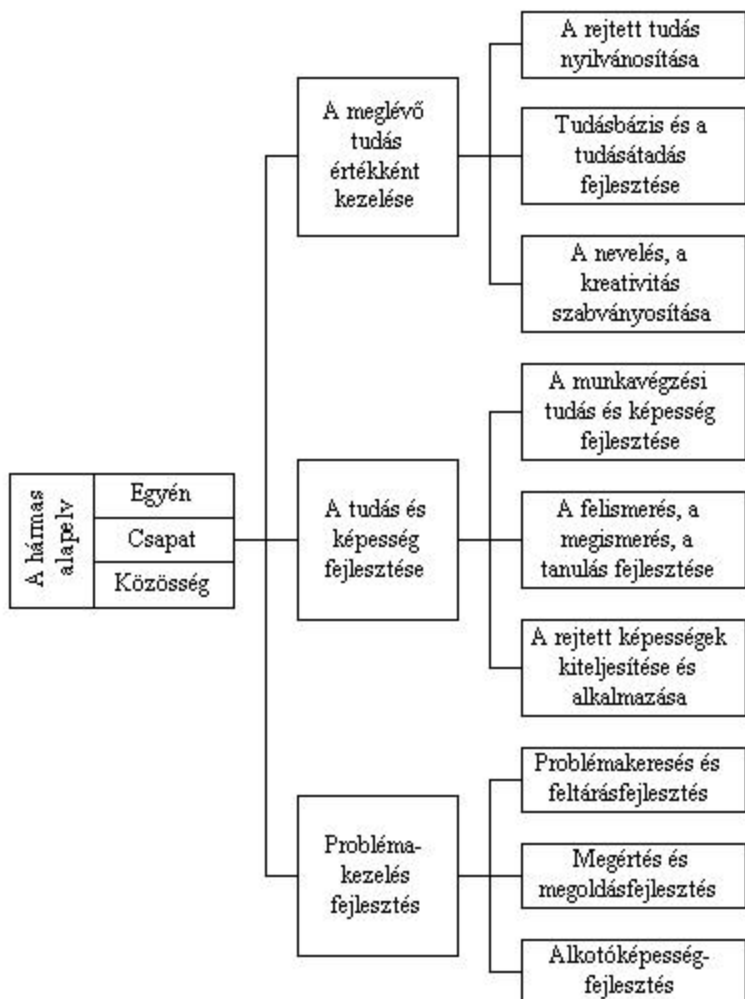 A hármas
alapelv
Egyén
Csapat
Közösség
A meglévő
tudás
értékként
kezelése
A rejtett tudás
nyilvánosítása
Tudásbázis és a
tudásátadás
fejlesztése
A nevelés, a
kreativitás
szabványosítása
A tudás és
képesség
fejlesztése
A munkavégzési
tudás és képesség
fejlesztése
A felismerés, a
megismerés, a
tanulás fejlesztése
A rejtett képességek
kiteljesítése és
alkalmazása
Probléma-
kezelés
fejlesztés
Problémakeresés és
feltárásfejlesztés
Megértés és
megoldásfejlesztés
Alkotóképesség-
fejlesztés